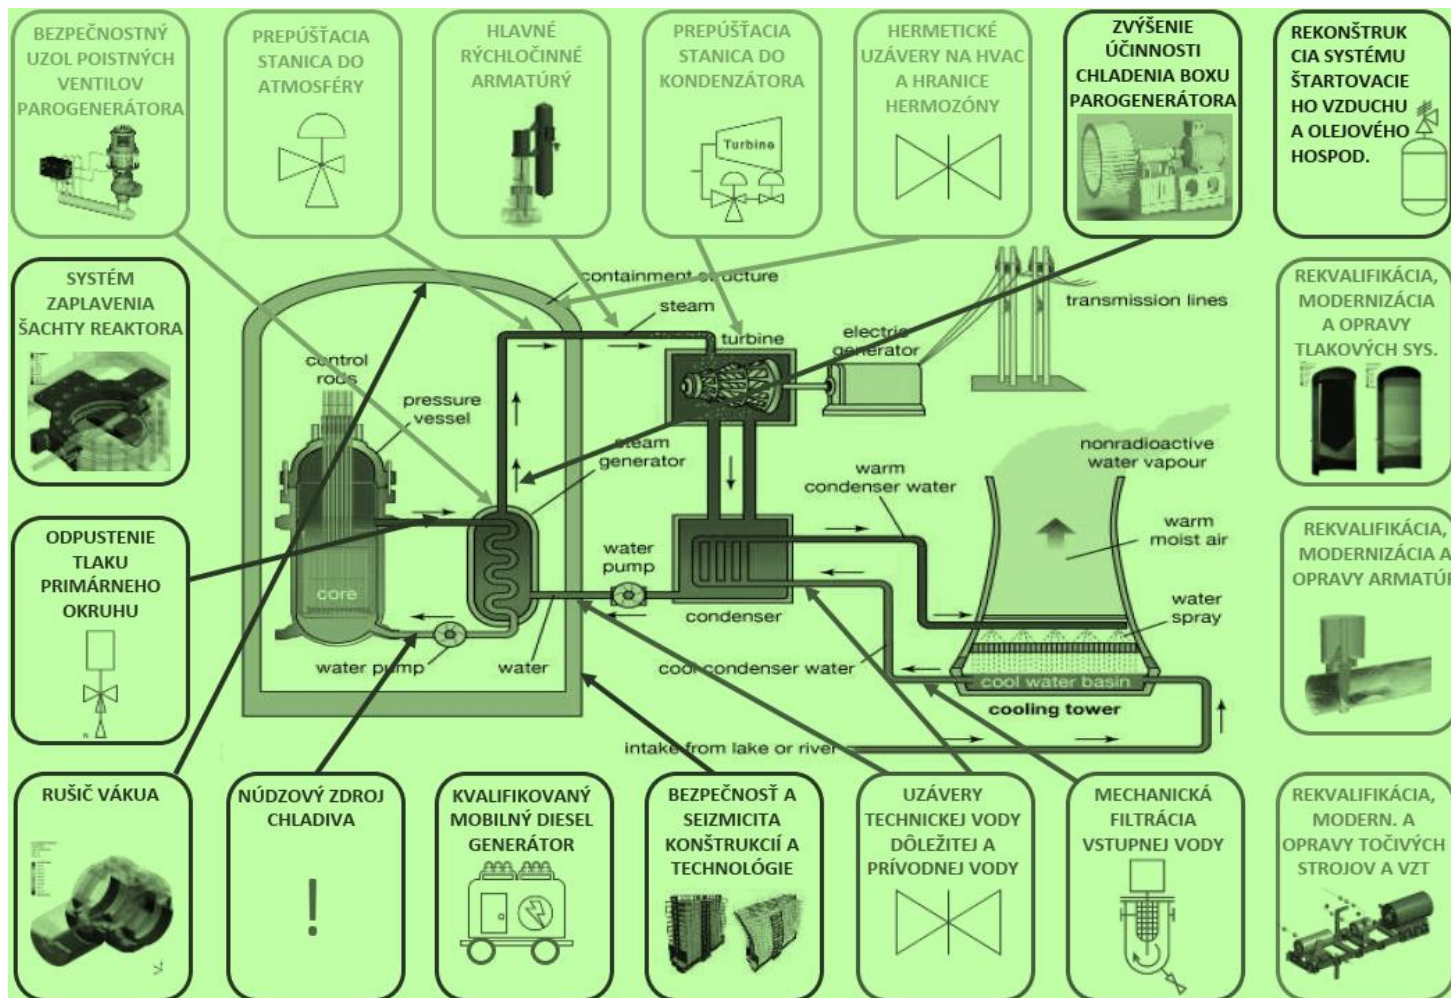 BEZPEČNOSTNÝ
UZOL POISTNÝCH
VENTILOV
PAROGENERÁTORA
PREPÚŠŤACIA
STANICA DO
ATMOSFÉRY
HLAVNÉ
RÝCHLOČINNÉ
ARMATÚRÝ
PREPÚŠŤACIA
STANICA DO
KONDENZÁTORA
Turbine
HERMETICKÉ
UZÁVERY NA HVAC
A HRANICE
HERMOZÓNY
ZVÝŠENIE
ÚČINNOSTI
CHLADENIA BOXU
PAROGENERÁTORA
REKONŠTRUK
CIA SYSTÉMU
ŠTARTOVACIE
HO VZDUCHU
A OLEJOVÉHO
HOSPOD.
SYSTÉM
ZAPLAVENIA
ŠACHTY REAKTORA
containment structure
steam
turbine
electric
generator
transmission lines
control
rods
pressure
vessel
steam
generator
warm
condenser water
nonradioactive
water vapour
warm
moist air
water
spray
core
water
pump
condenser
water pump
water
cool condenser water
cool water basin
cooling tower
intake from lake or river
REKVALIFIKÁCIA,
MODERNIZÁCIA
A OPRAVY
TLAKOVÝCH SYS.
ODPUSTENIE
TLAKU
PRIMÁRNEHO
OKRUHU
REKVALIFIKÁCIA,
MODERNIZÁCIA A
OPRAVY ARMATÚR
RUŠIČ VÁKUA
NÚDZOVÝ ZDROJ
CHLADIVA
!
KVALIFIKOVANÝ
MOBILNÝ DIESEL
GENERÁTOR
BEZPEČNOSŤ A
SEIZMICITA
KONŠTRUKCIÍ A
TECHNOLÓGIE
UZÁVERY
TECHNICKEJ VODY
DÔLEŽITEJ A
PRÍVODNEJ VODY
MECHANICKÁ
FILTRÁCIA
VSTUPNEJ VODY
REKVALIFIKÁCIA,
MODERN. A
OPRAVY TOČIVÝCH
STROJOV A VZT